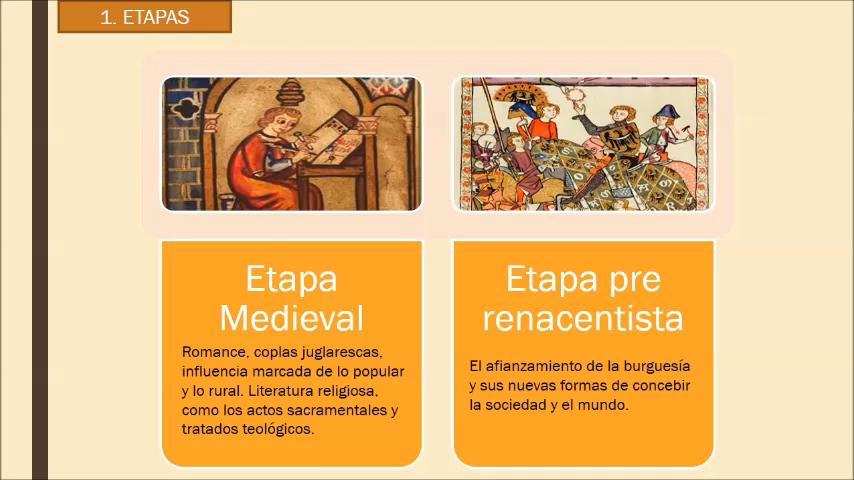 1. ETAPAS
Etapa
Medieval
Romance, coplas juglarescas,
influencia marcada de lo popular
y lo rural. Literatura religiosa,
como los actos sacramentales y
tratados teológicos.
Etapa pre
renacentista
El afianzamiento de la burguesía
y sus nuevas formas de concebir
la sociedad y el mundo.